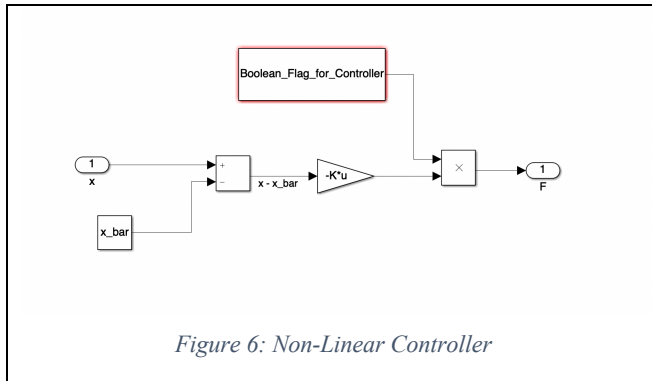 Boolean_Flag_for_Controller
1
x
+
−
x - x_bar
-K*u
×
1
F
x_bar
Figure 6: Non-Linear Controller